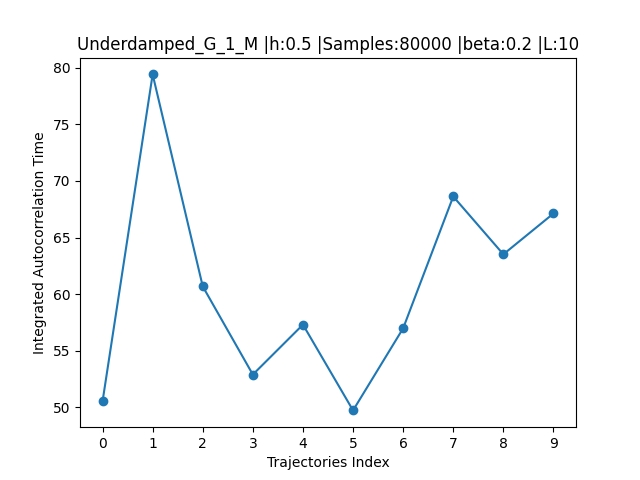 Underdamped_G_1_M |h:0.5 |Samples:80000 |beta:0.2 |L:10
80
75
70
65
60
55
50
Integrated Autocorrelation Time
0 1 2 3 4 5 6 7 8 9
Trajectories Index